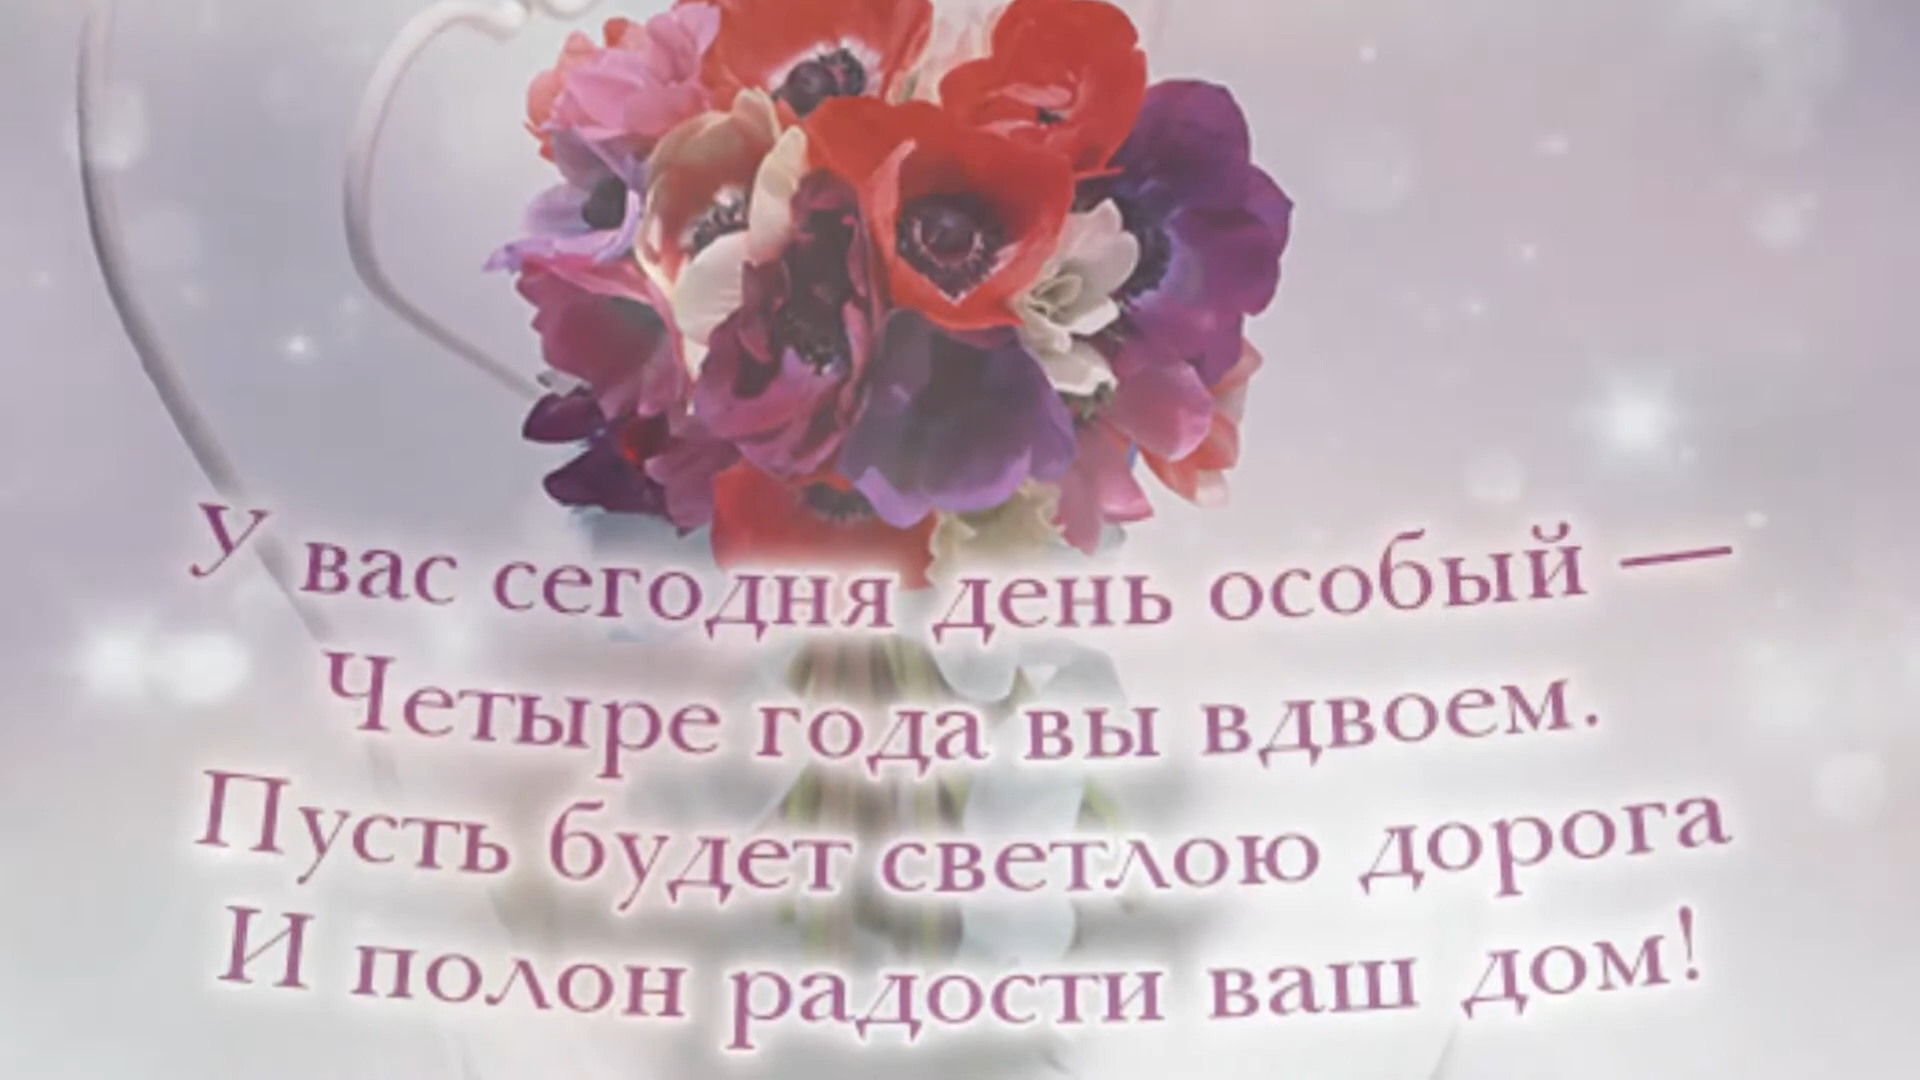 У вас сегодня день особый —
Четыре года вы вдвоем.
Пусть будет светлою дорога
И полон радости ваш дом!